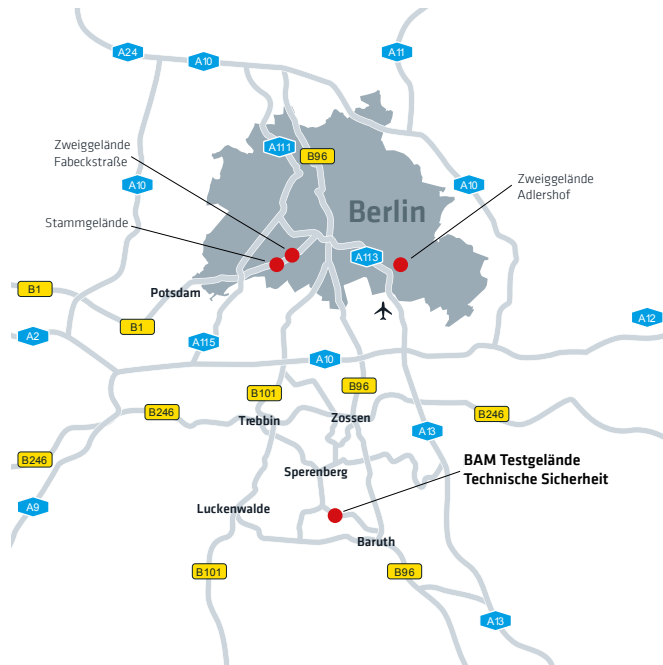 A24
A10
A11
Zweiggelände
Fabeckstraße
A111
B96
A10
A10
Zweiggelände
Adlershof
Stammgelände
Berlin
A113
B1
Potsdam
B1
A2
A115
A12
A10
B101
B96
B246
Trebbin
Zossen
B246
A13
B246
Sperenberg
BAM Testgelände
Technische Sicherheit
A9
Luckenwalde
Baruth
B101
B96
A13